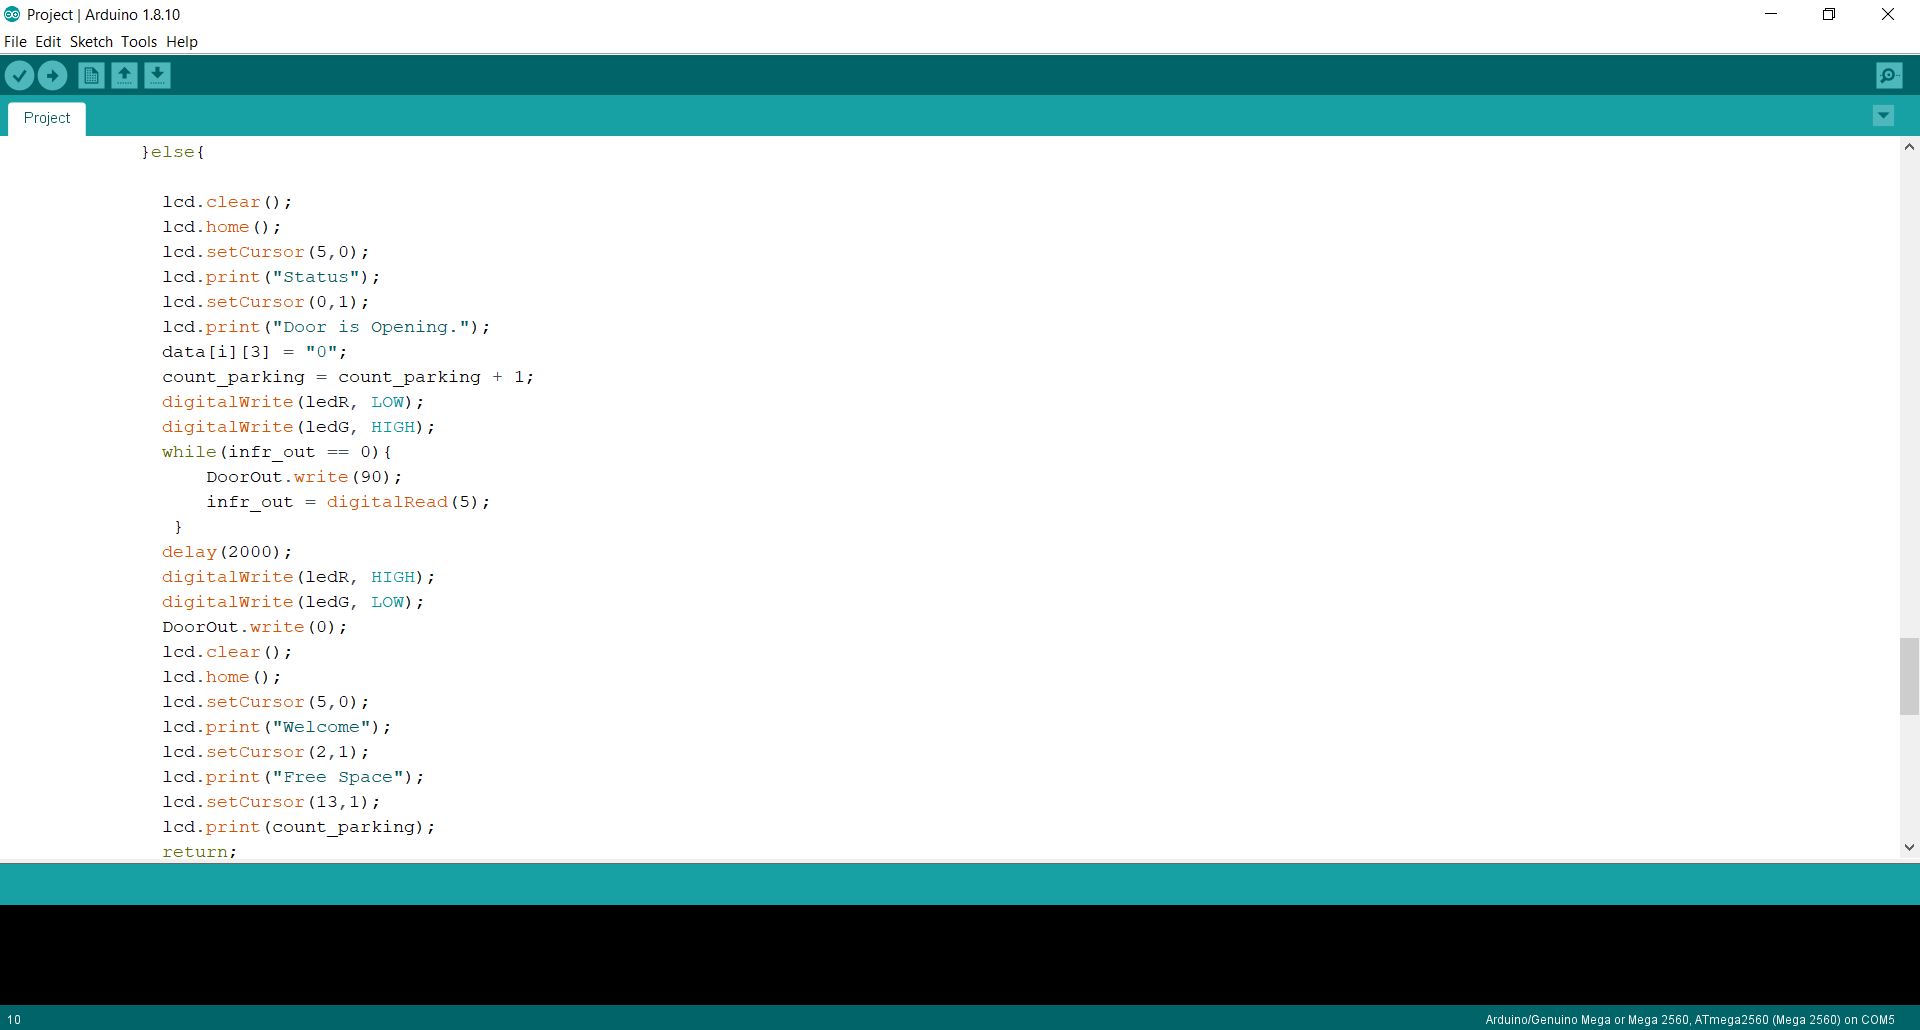 Project | Arduino 1.8.10
File Edit Sketch Tools Help
Project
}else{
lcd.clear();
lcd.home();
lcd.setCursor(5,0);
lcd.print("Status");
lcd.setCursor(0,1);
lcd.print("Door is Opening.");
data[i][3] = "0";
count_parking = count_parking + 1;
digitalWrite(ledR, LOW);
digitalWrite(ledG, HIGH);
while(infr_out == 0){
DoorOut.write(90);
infr_out = digitalRead(5);
}
delay(2000);
digitalWrite(ledR, HIGH);
digitalWrite(ledG, LOW);
DoorOut.write(0);
lcd.clear();
lcd.home();
lcd.setCursor(5,0);
lcd.print("Welcome");
lcd.setCursor(2,1);
lcd.print("Free Space");
lcd.setCursor(13,1);
lcd.print(count_parking);
return;
10
Arduino/Genuino Mega or Mega 2560, ATmega2560 (Mega 2560) on COM5